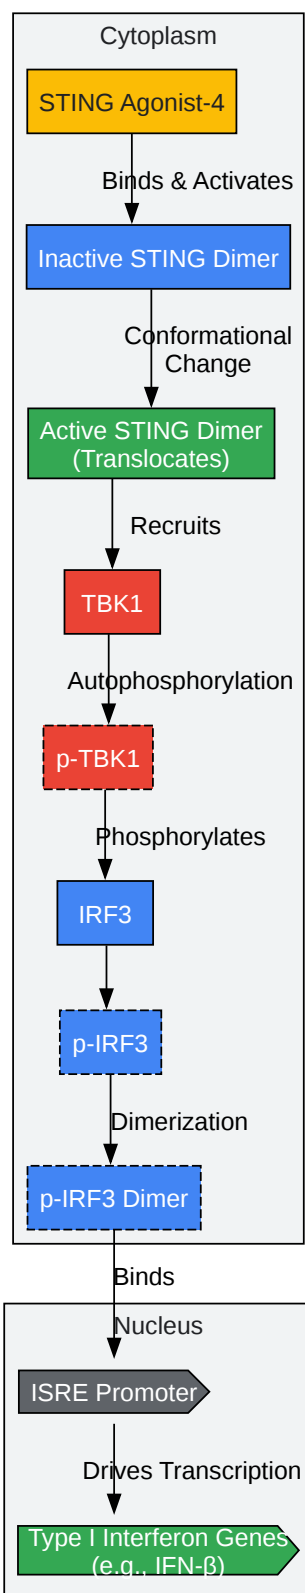 Cytoplasm
STING Agonist-4
Binds & Activates
Inactive STING Dimer
Conformational
Change
Active STING Dimer
(Translocates)
Recruits
TBK1
Autophosphorylation
p-TBK1
Phosphorylates
IRF3
p-IRF3
Dimerization
p-IRF3 Dimer
Binds
Nucleus
ISRE Promoter
Drives Transcription
Type I Interferon Genes
(e.g., IFN-β)